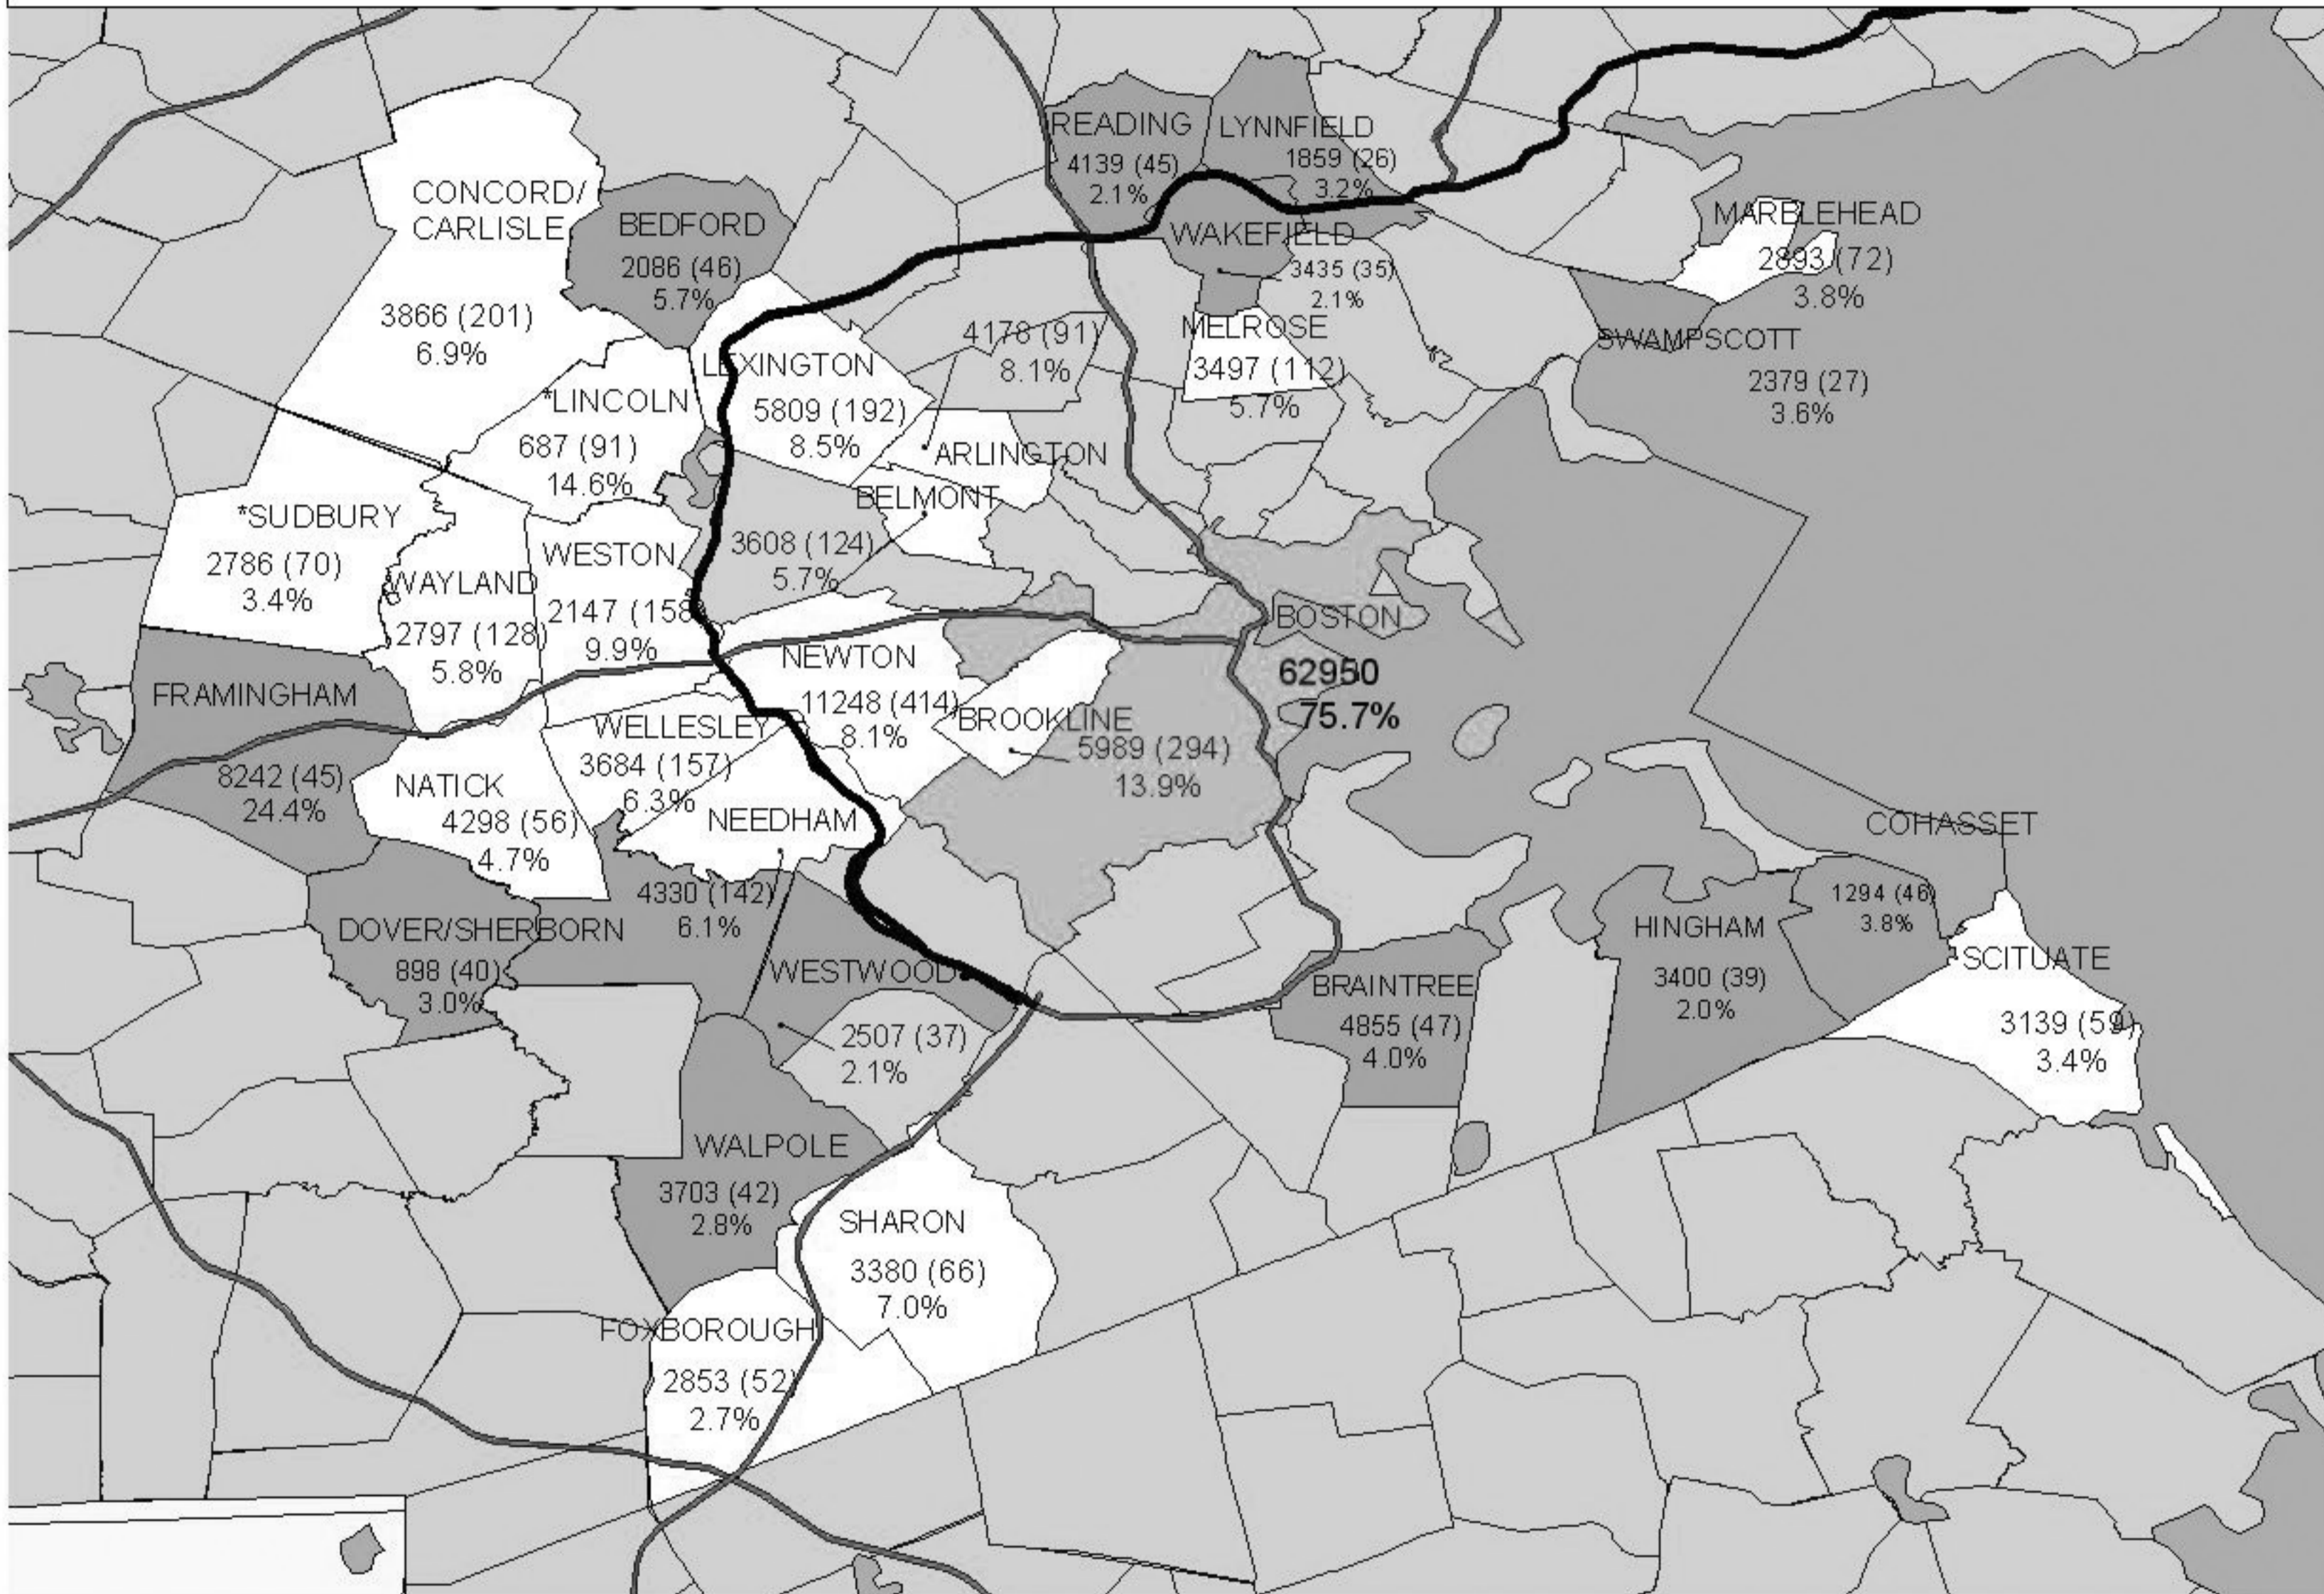 READING
4139 (45)
2.1%
LYNNFIELD
1859 (26)
3.2%
CONCORD/
CARLISLE
3866 (201)
6.9%
BEDFORD
2086 (46)
5.7%
WAKEFIELD
3435 (35)
2.1%
MARBLEHEAD
2893 (72)
3.8%
MELROSE
3497 (112)
5.7%
SWAMPSCOTT
2379 (27)
3.6%
4178 (91)
8.1%
LEXINGTON
5809 (192)
8.5%
*LINCOLN
687 (91)
14.6%
ARLINGTON
BELMONT
3608 (124)
5.7%
*SUDBURY
2786 (70)
3.4%
WAYLAND
2797 (128)
5.8%
WESTON
2147 (158
9.9%
BOSTON
62950
75.7%
NEWTON
11248 (414)
8.1%
BROOKLINE
5989 (294)
13.9%
FRAMINGHAM
8242 (45)
24.4%
WELLESLEY
3684 (157)
6.3%
NATICK
4298 (56)
4.7%
NEEDHAM
4330 (142)
6.1%
COHASSET
1294 (46)
3.8%
DOVER/SHERBORN
898 (40)
3.0%
WESTWOOD
2507 (37)
2.1%
HINGHAM
3400 (39)
2.0%
SCITUATE
3139 (59)
3.4%
BRAINTREE
4855 (47)
4.0%
WALPOLE
3703 (42)
2.8%
SHARON
3380 (66)
7.0%
FOXBOROUGH
2853 (52)
2.7%